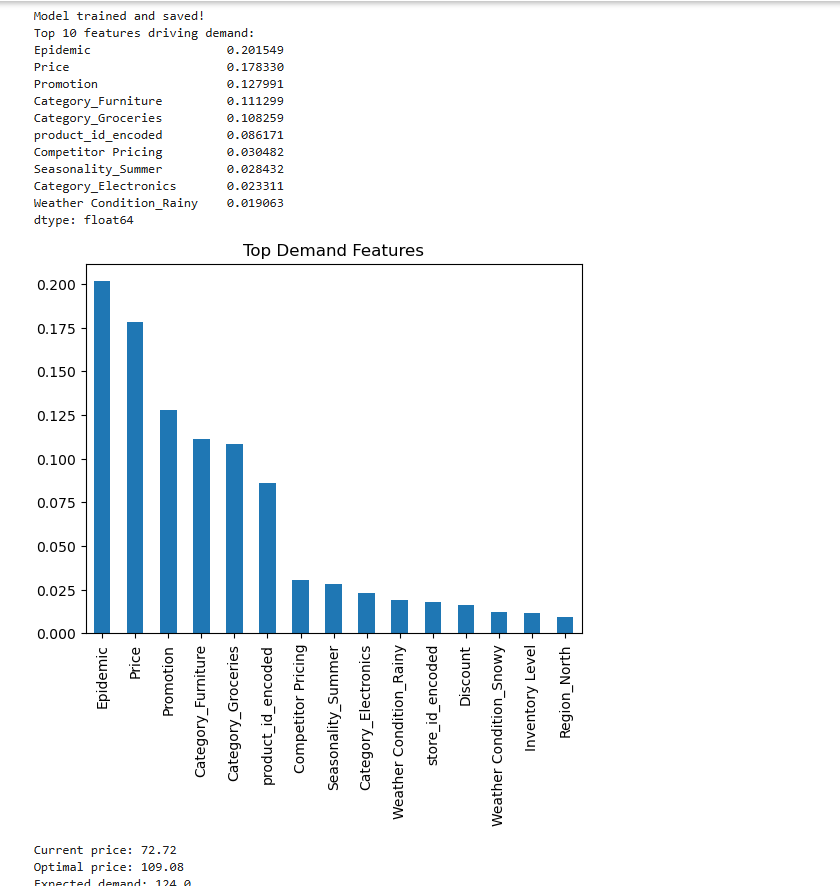 Model trained and saved!
Top 10 features driving demand:
Epidemic 0.201549
Price 0.178330
Promotion 0.127991
Category_Furniture 0.111299
Category_Groceries 0.108259
product_id_encoded 0.086171
Competitor Pricing 0.030482
Seasonality_Summer 0.028432
Category_Electronics 0.023311
Weather Condition_Rainy 0.019063
dtype: float64
Top Demand Features
0.200
0.175
0.150
0.125
0.100
0.075
0.050
0.025
0.000
Epidemic
Price
Promotion
Category_Furniture
Category_Groceries
product_id_encoded
Competitor Pricing
Seasonality_Summer
Category_Electronics
Weather Condition_Rainy
store_id_encoded
Discount
Weather Condition_Snowy
Inventory Level
Region_North
Current price: 72.72
Optimal price: 109.08
Expected demand: 124.0